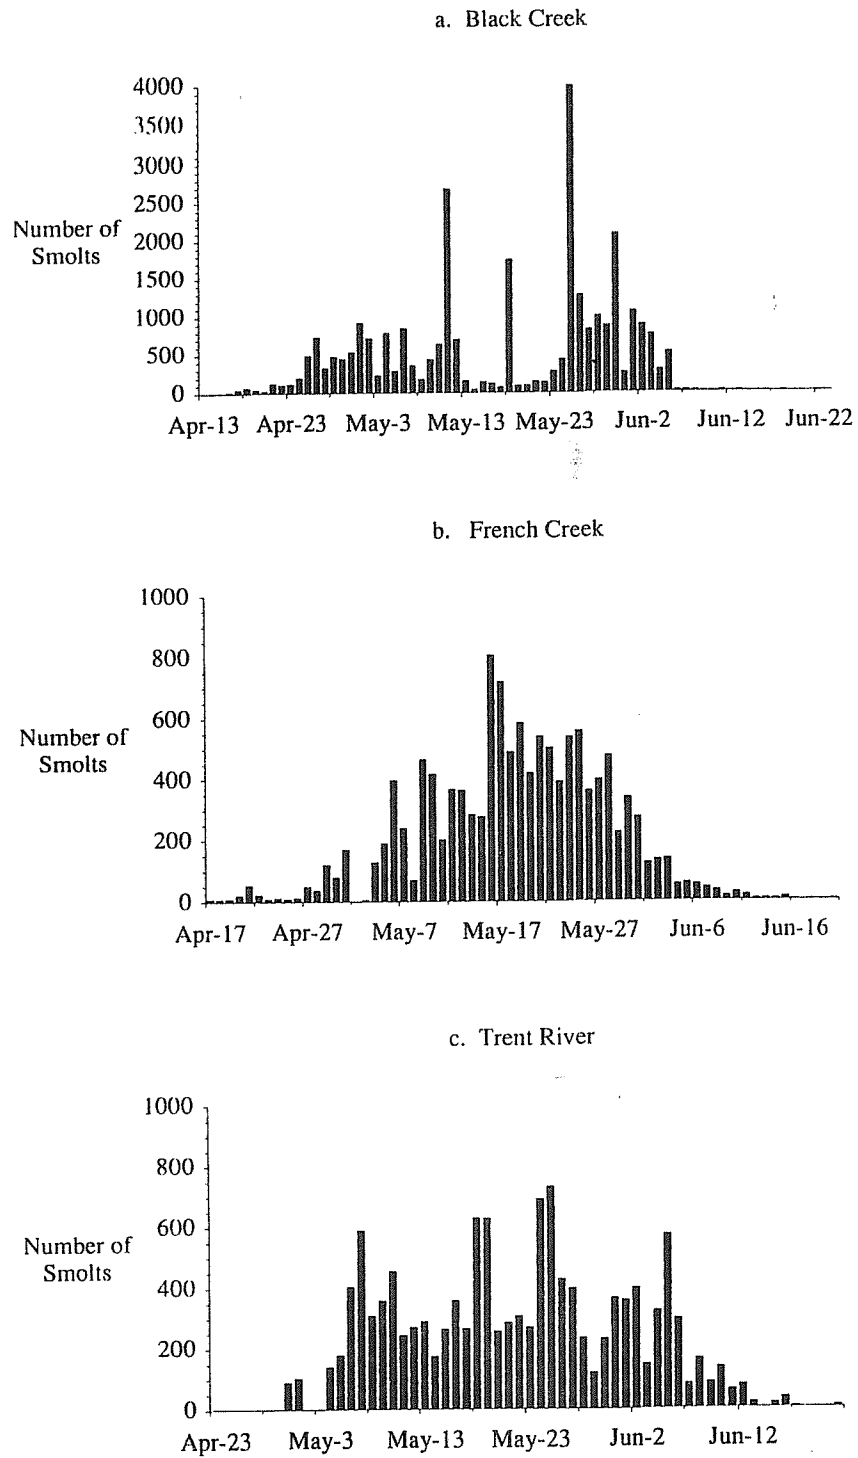 a. Black Creek
4000
3500
3000
2500
2000
1500
1000
500
0
Number of
Smolts
Apr-13 Apr-23 May-3 May-13 May-23 Jun-2 Jun-12 Jun-22
b. French Creek
1000
800
600
400
200
0
Number of
Smolts
Apr-17 Apr-27 May-7 May-17 May-27 Jun-6 Jun-16
c. Trent River
1000
800
600
400
200
0
Number of
Smolts
Apr-23 May-3 May-13 May-23 Jun-2 Jun-12